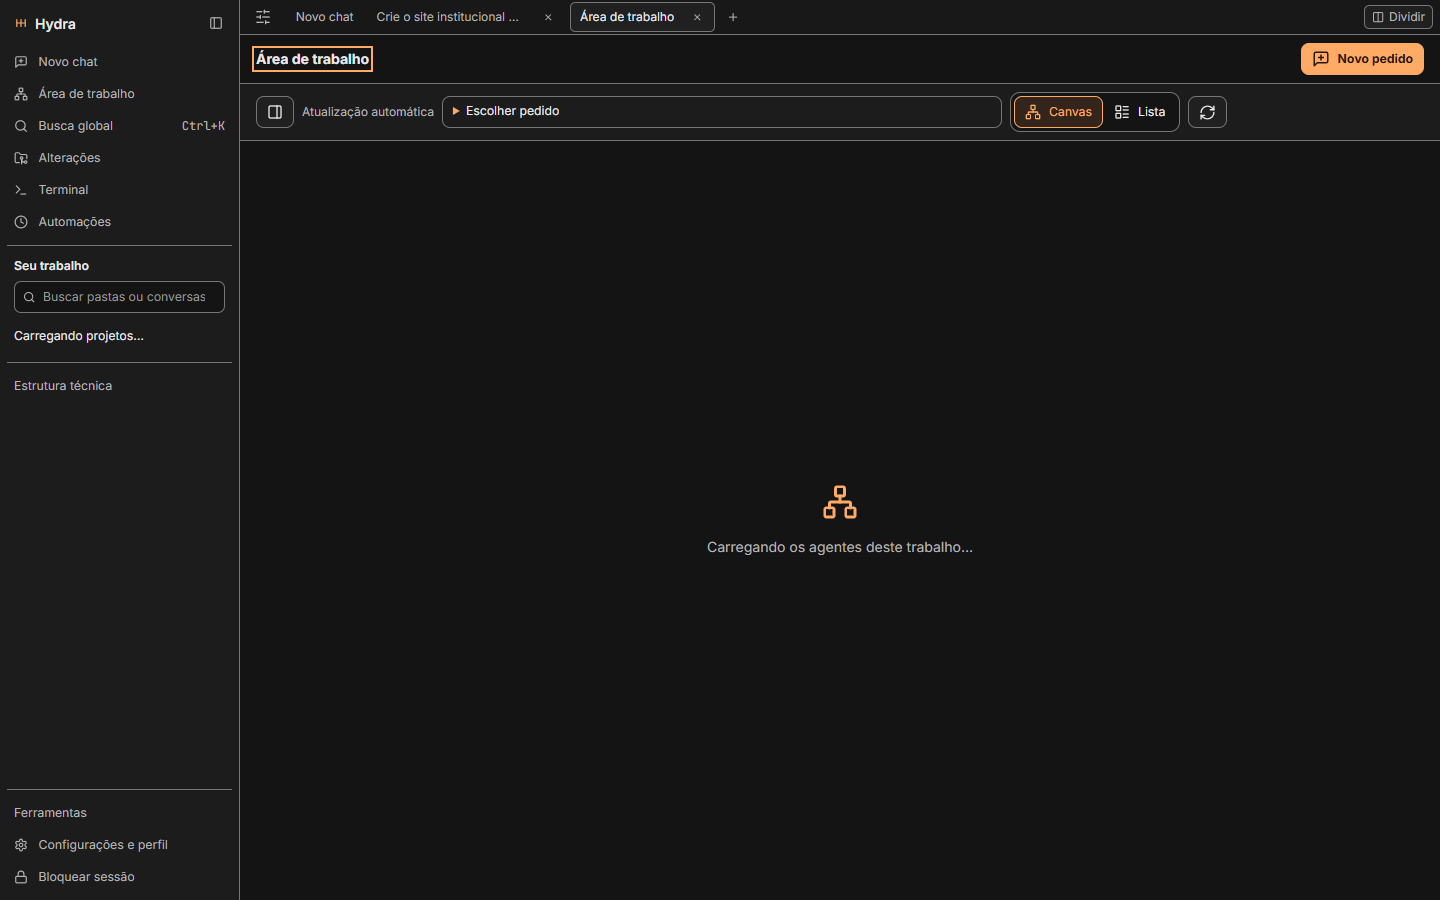 Hydra
Novo chat
Área de trabalho
Busca global Ctrl+K
Alterações
Terminal
Automações
Seu trabalho
Buscar pastas ou conversas
Carregando projetos...
Estrutura técnica
Ferramentas
Configurações e perfil
Bloquear sessão
Novo chat
Crie o site institucional ...
Área de trabalho
Dividir
Área de trabalho
Novo pedido
Atualização automática
Escolher pedido
Canvas
Lista
Carregando os agentes deste trabalho...